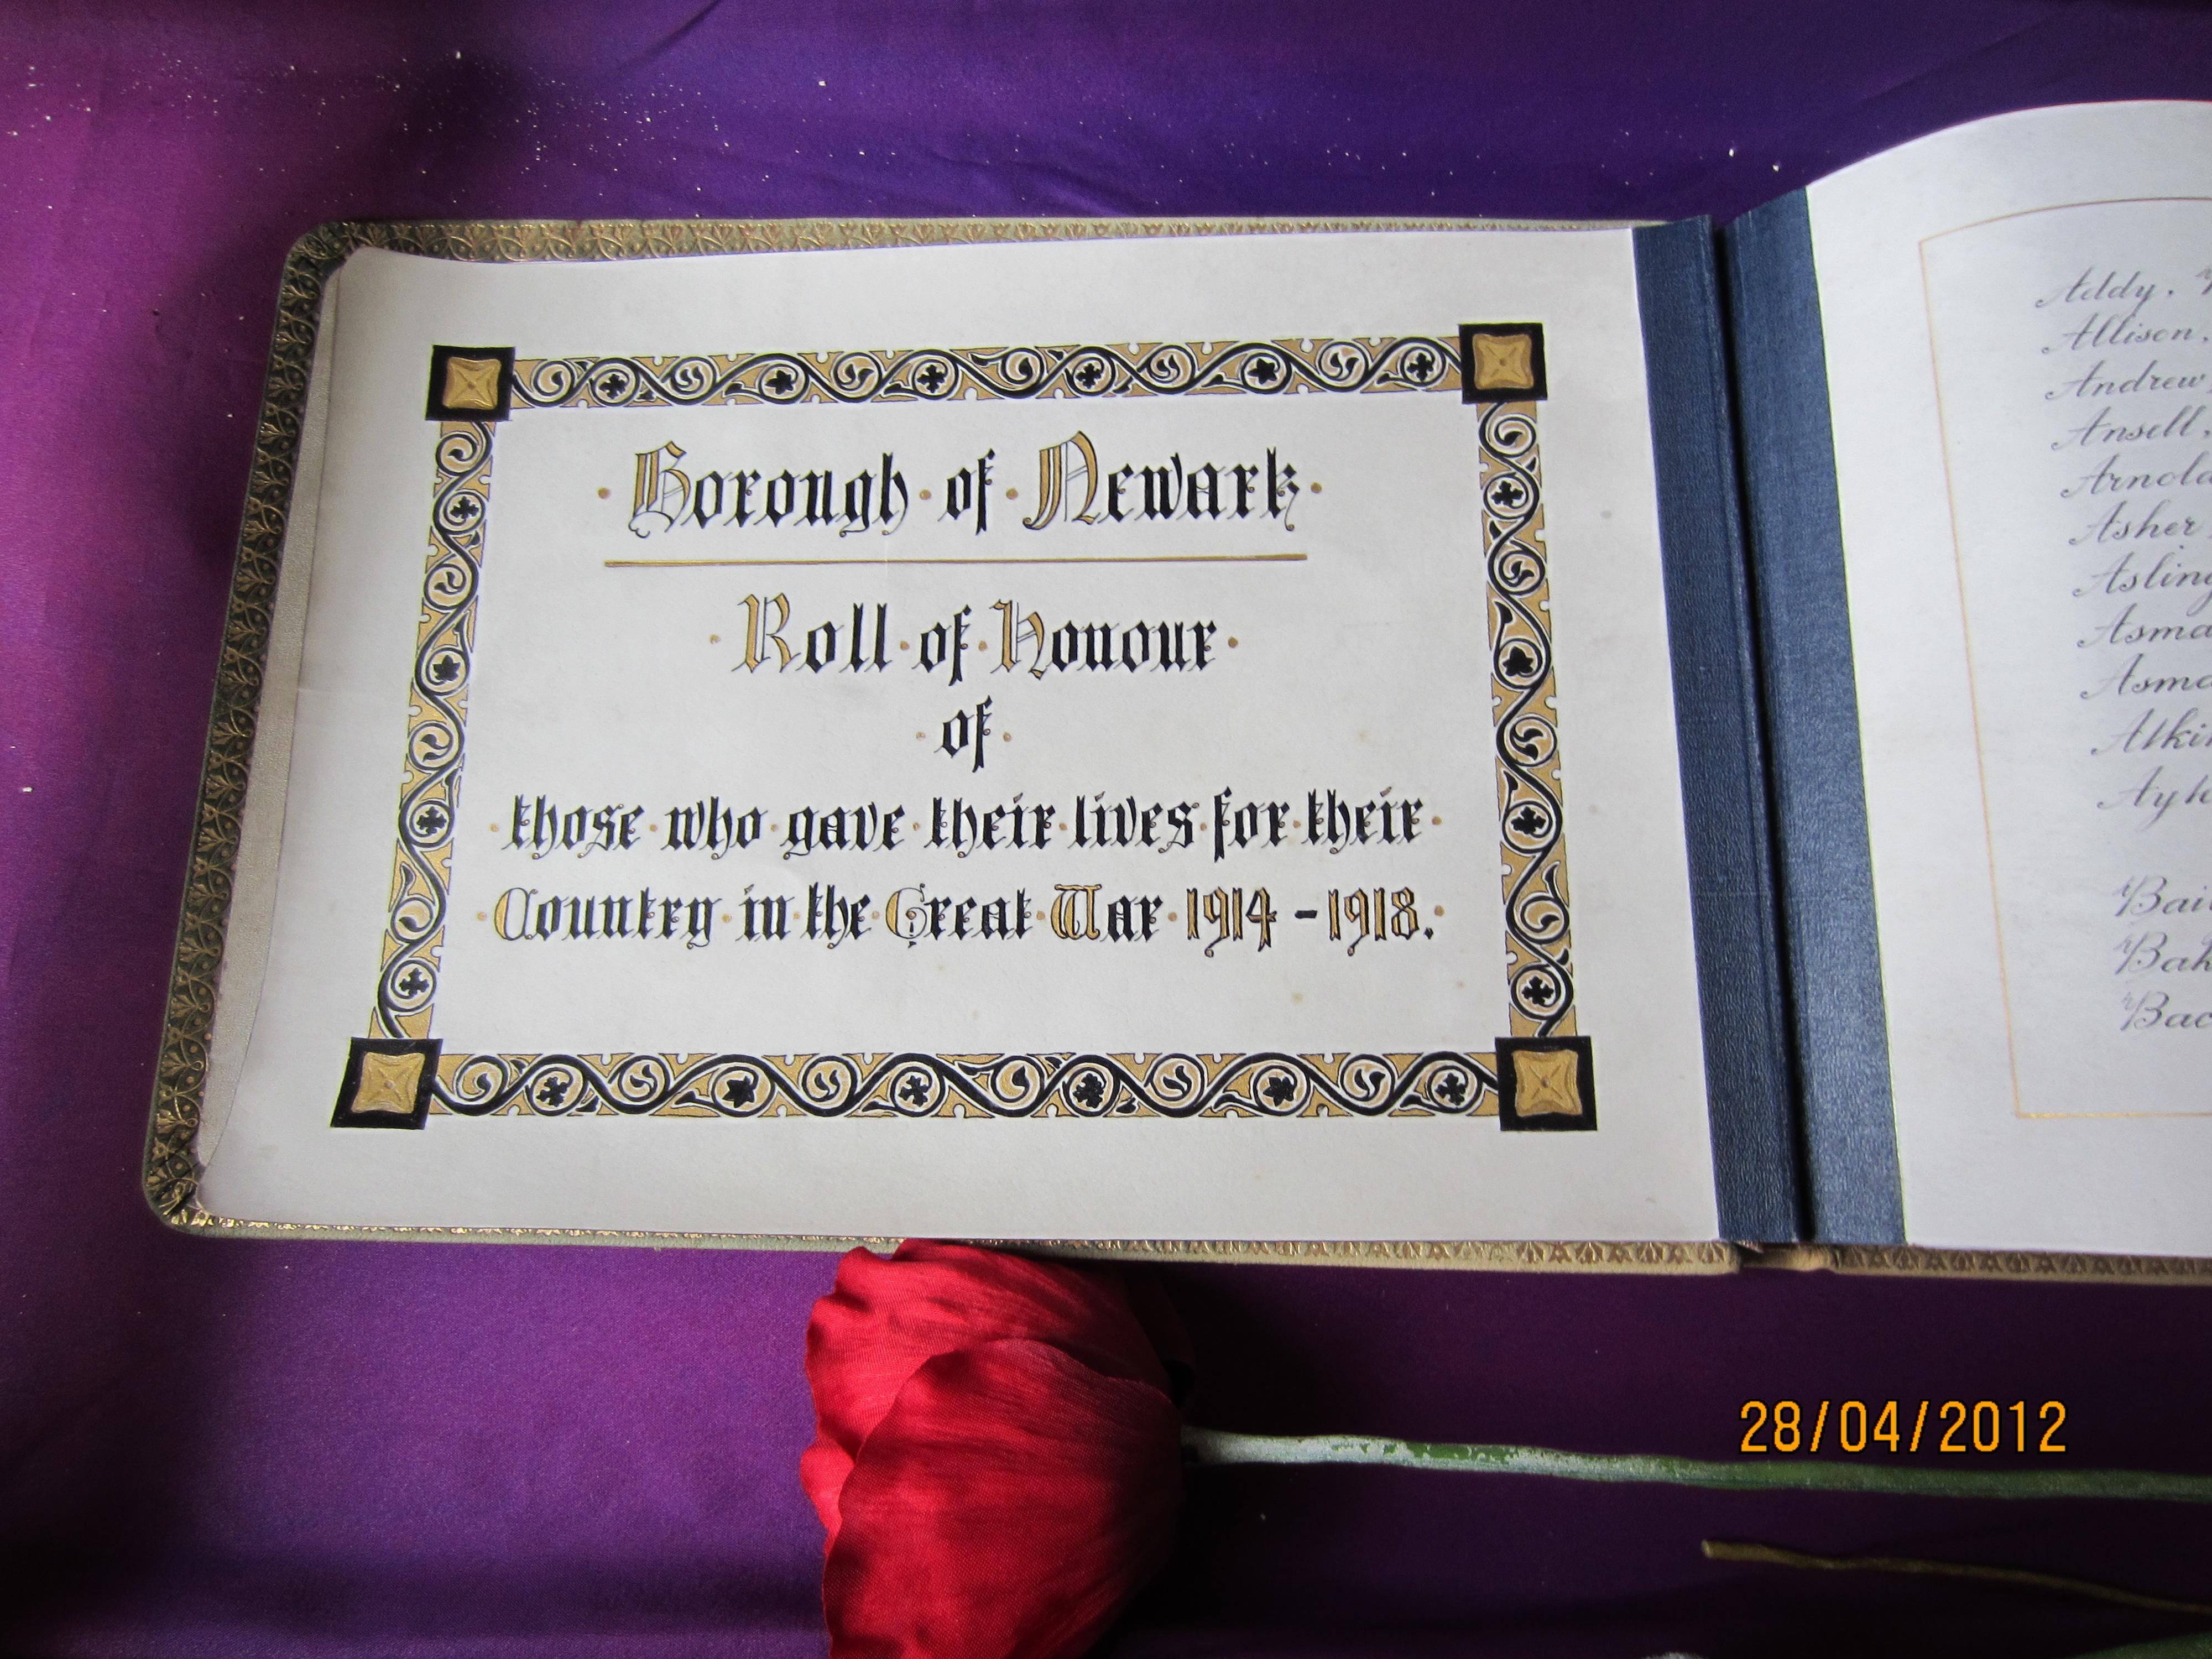 · Borough · of · Newark ·
· Roll · of · Honour ·
· of ·
· those · who · gave · their · lives · for · their ·
· Country · in · the · Great · War · 1914 - 1918. ·
Addy.
Allison,
Andrew
Ansell,
Asher
Bac
28/04/2012